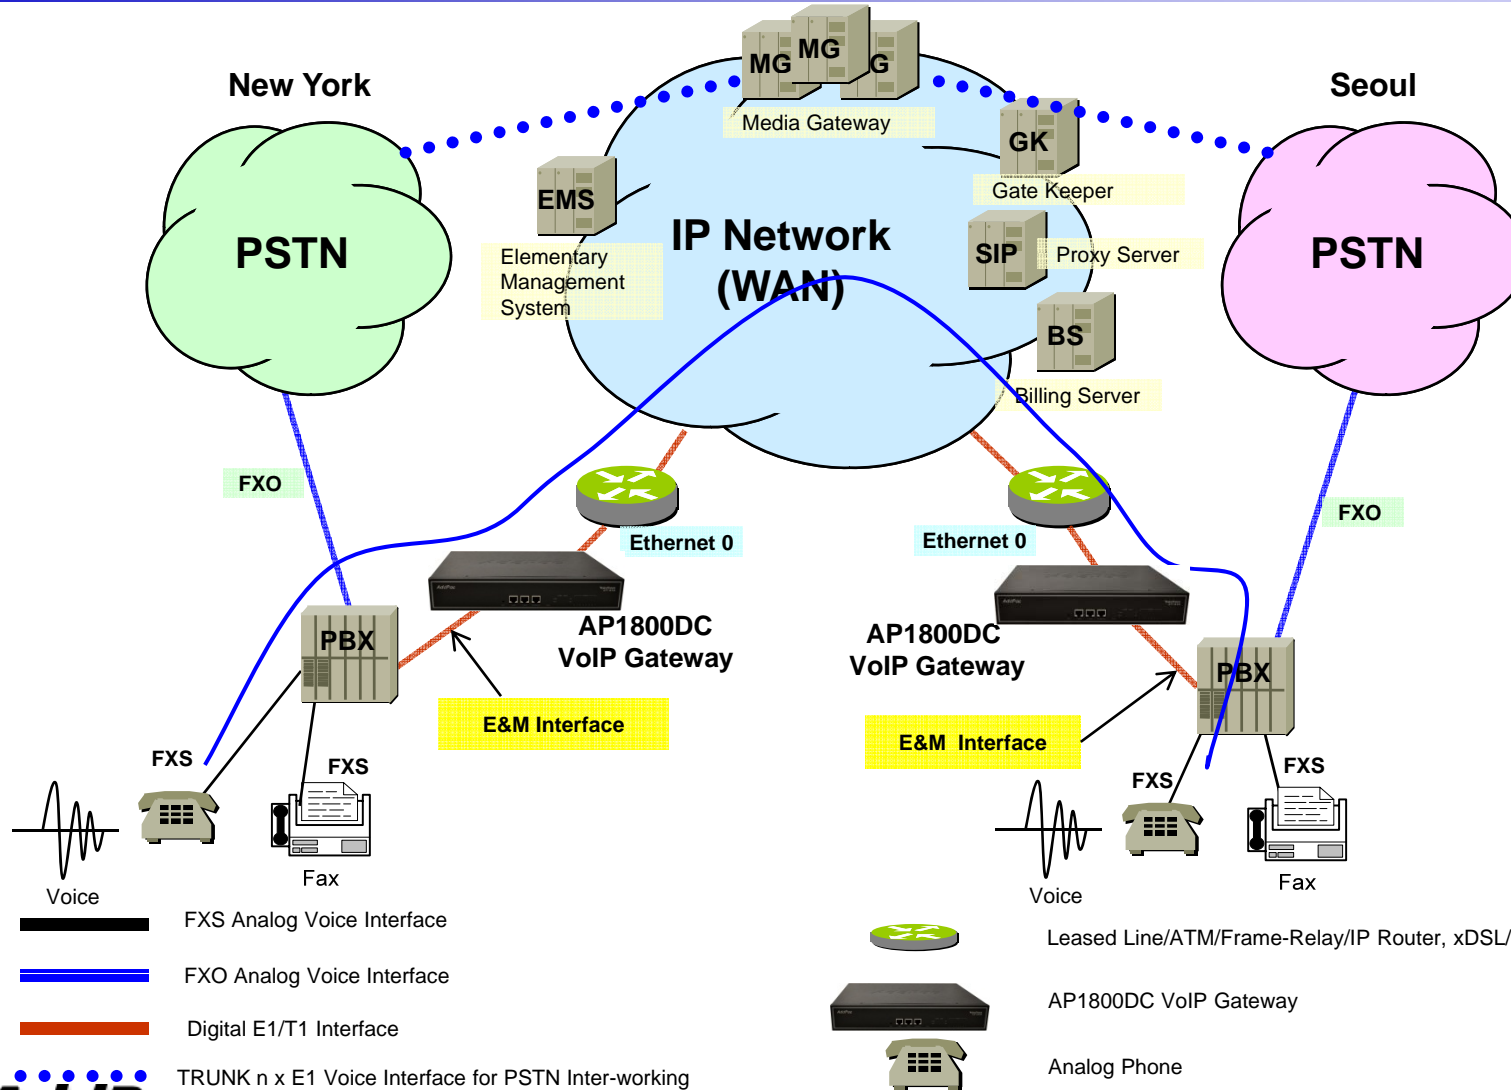 New York
Seoul
MG
MG
G
Media Gateway
GK
Gate Keeper
EMS
Elementary
Management
System
SIP
Proxy Server
BS
Billing Server
PSTN
IP Network
(WAN)
PSTN
FXO
FXO
Ethernet 0
Ethernet 0
AP1800DC
VoIP Gateway
AP1800DC
VoIP Gateway
PBX
PBX
E&M Interface
E&M Interface
FXS
FXS
FXS
FXS
Voice
Fax
Voice
Fax
FXS Analog Voice Interface
FXO Analog Voice Interface
Digital E1/T1 Interface
TRUNK n x E1 Voice Interface for PSTN Inter-working
Leased Line/ATM/Frame-Relay/IP Router, xDSL/
AP1800DC VoIP Gateway
Analog Phone